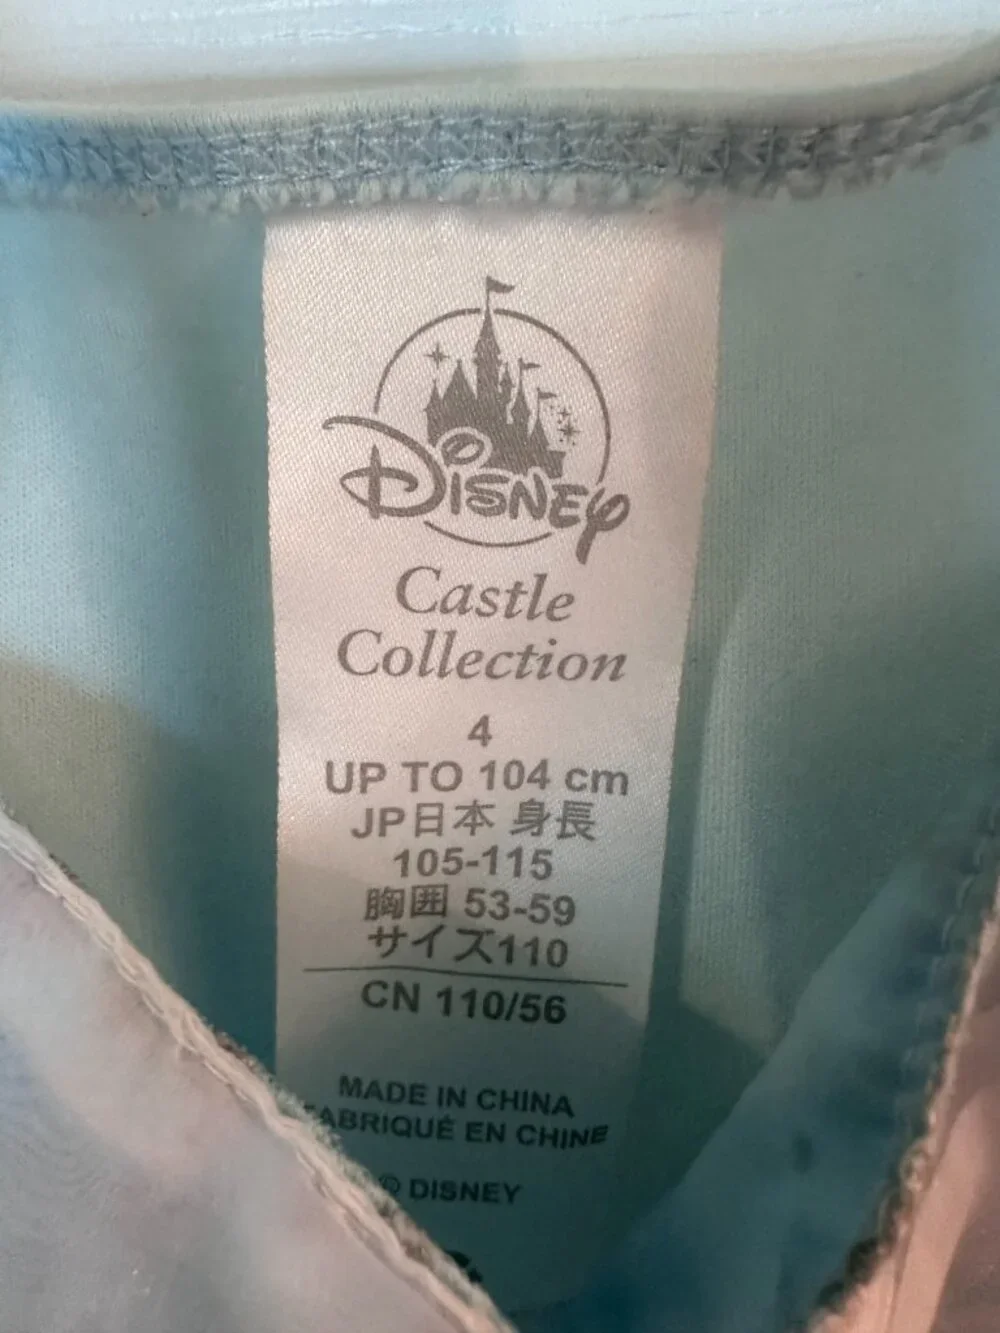 DISNEY
Castle
Collection
4
UP TO 104 cm
JP日本 身長
105-115
胸囲 53-59
サイズ110
CN 110/56
MADE IN CHINA
FABRIQUÉ EN CHINE
© DISNEY